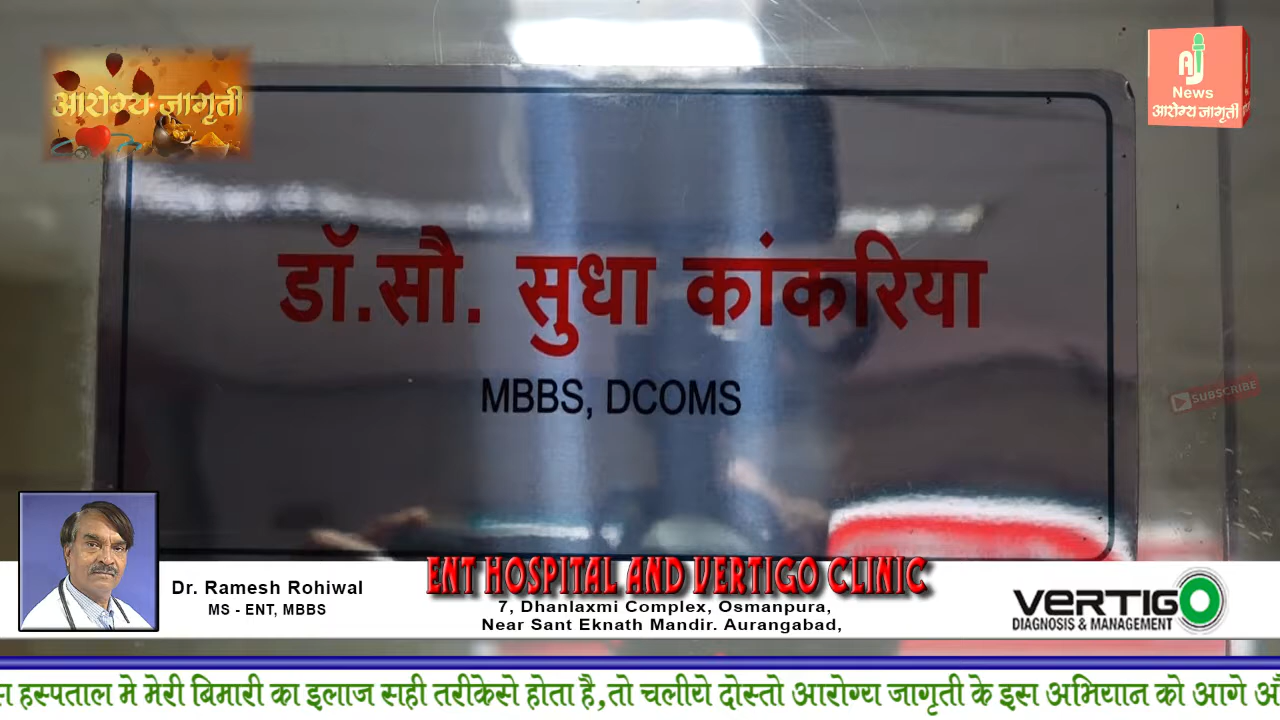 आरोग्य जागृती
AJ
News
आरोग्य जागृती
डॉ.सौ. सुधा कांकरिया
MBBS, DCOMS
SUBSCRIBE
Dr. Ramesh Rohiwal
MS - ENT, MBBS
ENT HOSPITAL AND VERTIGO CLINIC
7, Dhanlaxmi Complex, Osmanpura,
Near Sant Eknath Mandir. Aurangabad,
VERTIGO
DIAGNOSIS & MANAGEMENT
हस्पताल मे मेरी बिमारी का इलाज सही तरीकेसे होता है,तो चलीये दोस्तो आरोग्य जागृती के इस अभियान को आगे